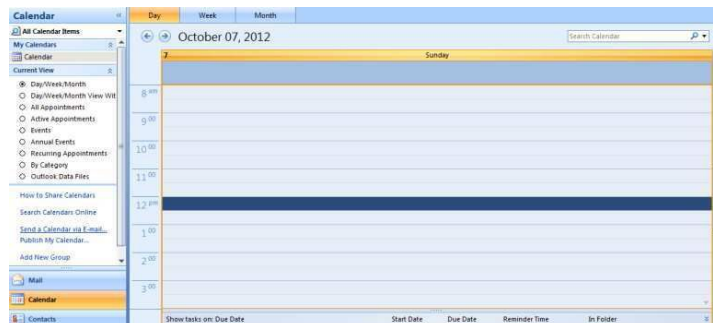 Calendar «
All Calendar Items
My Calendars
Calendar
Current View
Day/Week/Month
Day/Week/Month View Wit
All Appointments
Active Appointments
Events
Annual Events
Recurring Appointments
By Category
Outlook Data Files
How to Share Calendars
Search Calendars Online
Send a Calendar via E-mail...
Publish My Calendar...
Add New Group
Mail
Calendar
Contacts
Day Week Month
October 07, 2012 Search Calendar
7 Sunday
8 am
9 00
10 00
11 00
12 pm
1 00
2 00
3 00
Show tasks on: Due Date Start Date Due Date Reminder Time In Folder